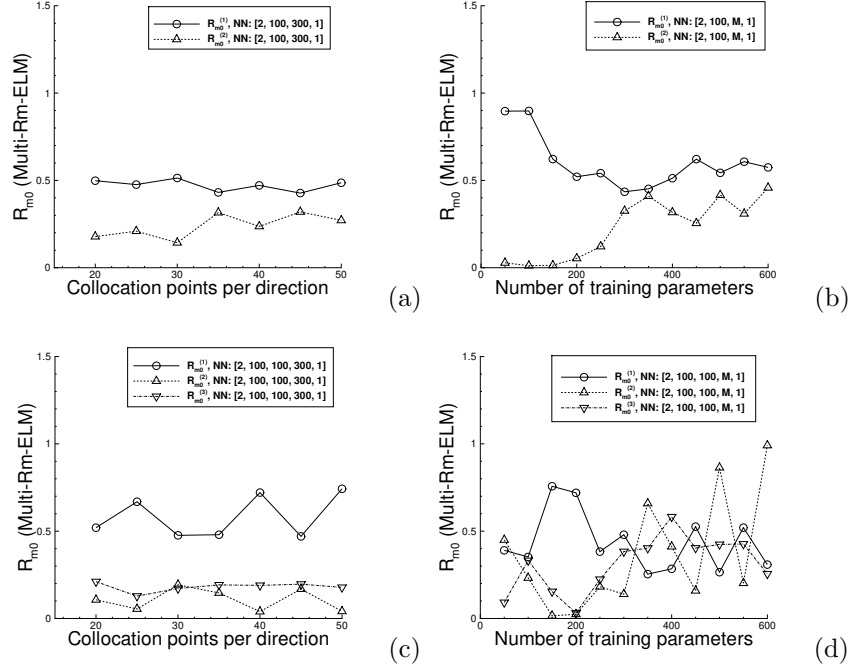 R_m0^(1), NN: [2, 100, 300, 1]
R_m0^(2), NN: [2, 100, 300, 1]
R_m0 (Multi-Rm-ELM)
1.5
1
0.5
0
20 30 40 50
Collocation points per direction
(a)
R_m0^(1), NN: [2, 100, M, 1]
R_m0^(2), NN: [2, 100, M, 1]
R_m0 (Multi-Rm-ELM)
1.5
1
0.5
0
0 200 400 600
Number of training parameters
(b)
R_m0^(1), NN: [2, 100, 100, 300, 1]
R_m0^(2), NN: [2, 100, 100, 300, 1]
R_m0^(3), NN: [2, 100, 100, 300, 1]
R_m0 (Multi-Rm-ELM)
1.5
1
0.5
0
20 30 40 50
Collocation points per direction
(c)
R_m0^(1), NN: [2, 100, 100, M, 1]
R_m0^(2), NN: [2, 100, 100, M, 1]
R_m0^(3), NN: [2, 100, 100, M, 1]
R_m0 (Multi-Rm-ELM)
1.5
1
0.5
0
0 200 400 600
Number of training parameters
(d)